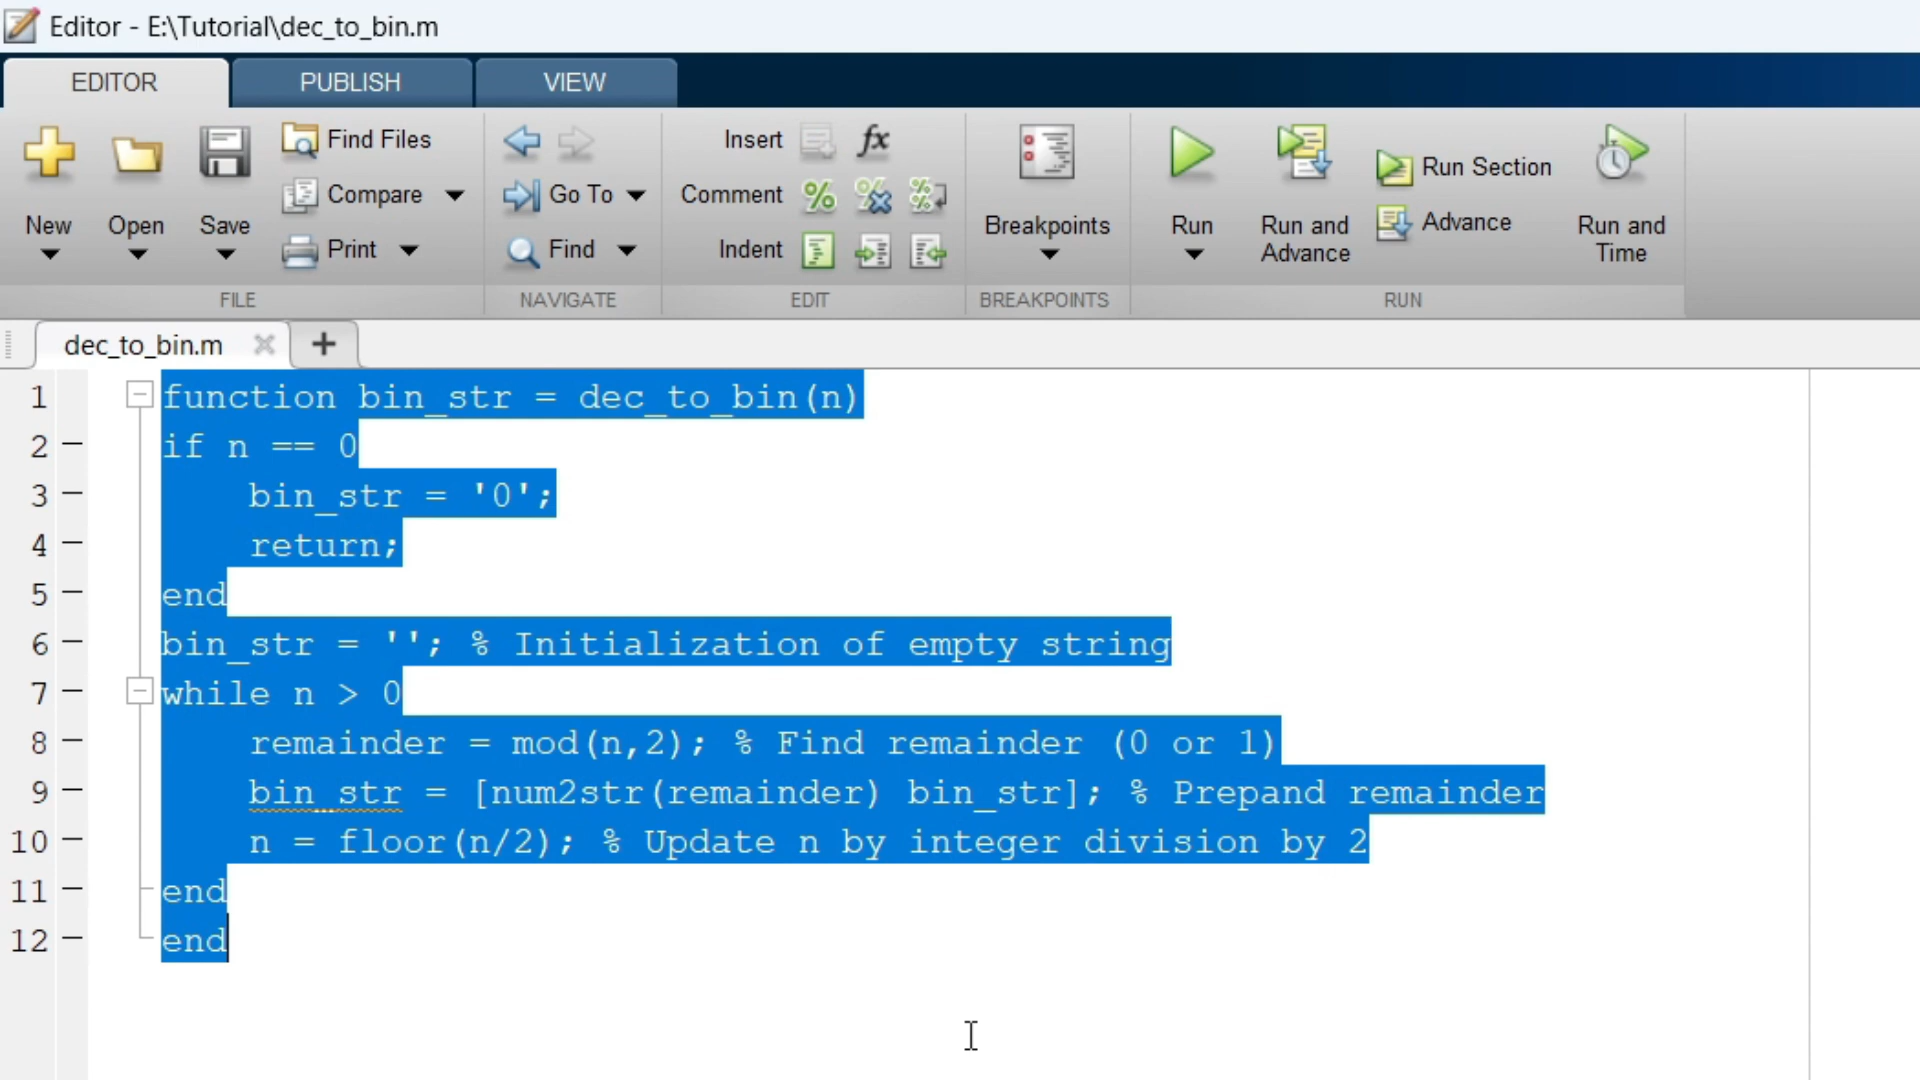 Editor - E:\Tutorial\dec_to_bin.m
EDITOR PUBLISH VIEW
New
Open
Save
Find Files
Compare
Print
FILE
Go To
Find
NAVIGATE
Insert fx
Comment
Indent
EDIT
Breakpoints
BREAKPOINTS
Run
Run and
Advance
Run Section
Advance
Run and
Time
RUN
dec_to_bin.m
1 function bin_str = dec_to_bin(n)
2 if n == 0
3 bin_str = '0';
4 return;
5 end
6 bin_str = ''; % Initialization of empty string
7 while n > 0
8 remainder = mod(n,2); % Find remainder (0 or 1)
9 bin_str = [num2str(remainder) bin_str]; % Prepand remainder
10 n = floor(n/2); % Update n by integer division by 2
11 end
12 end